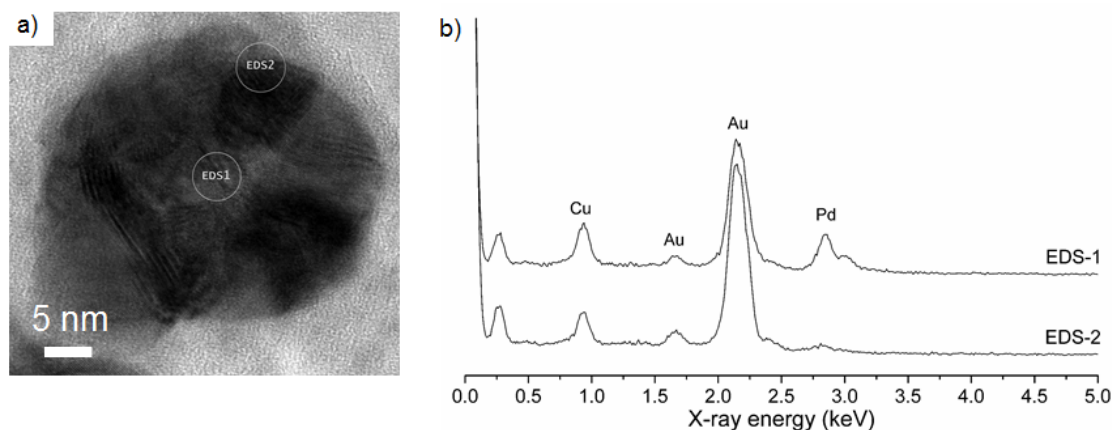 a)
EDS2
EDS1
5 nm
b)
Au
Cu
Au
Pd
EDS-1
EDS-2
0.0 0.5 1.0 1.5 2.0 2.5 3.0 3.5 4.0 4.5 5.0
X-ray energy (keV)